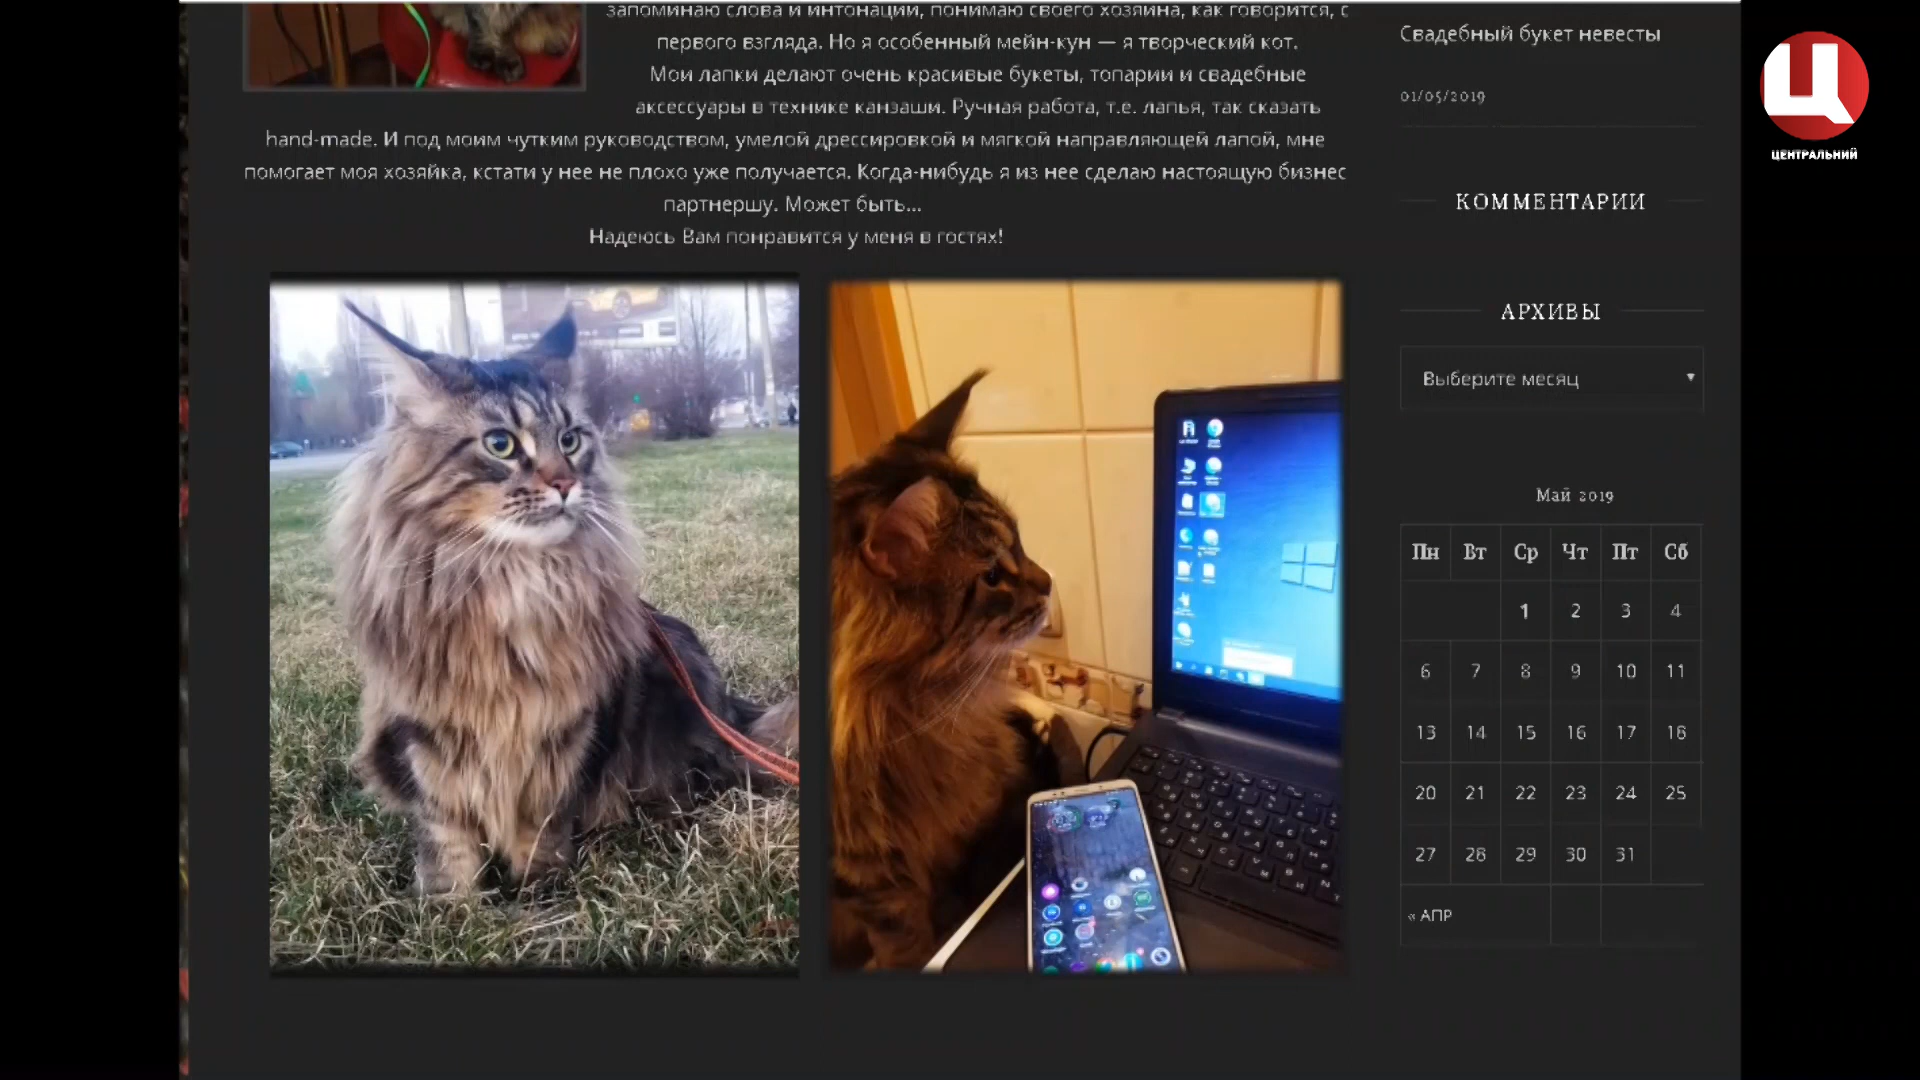 запоминаю слова и интонации, понимаю своего хозяина, как говорится, с
первого взгляда. Но я особенный мейн-кун — я творческий кот.
Мои лапки делают очень красивые букеты, топарии и свадебные
аксессуары в технике канзаши. Ручная работа, т.е. лапья, так сказать
hand-made. И под моим чутким руководством, умелой дрессировкой и мягкой направляющей лапой, мне
помогает моя хозяйка, кстати у нее не плохо уже получается. Когда-нибудь я из нее сделаю настоящую бизнес
партнершу. Может быть...
Надеюсь Вам понравится у меня в гостях!
Свадебный букет невесты
01/05/2019
КОММЕНТАРИИ
АРХИВЫ
Выберите месяц
Май 2019
Пн Вт Ср Чт Пт Сб
1 2 3 4
6 7 8 9 10 11
13 14 15 16 17 18
20 21 22 23 24 25
27 28 29 30 31
« АПР
Ц
ЦЕНТРАЛЬНИЙ